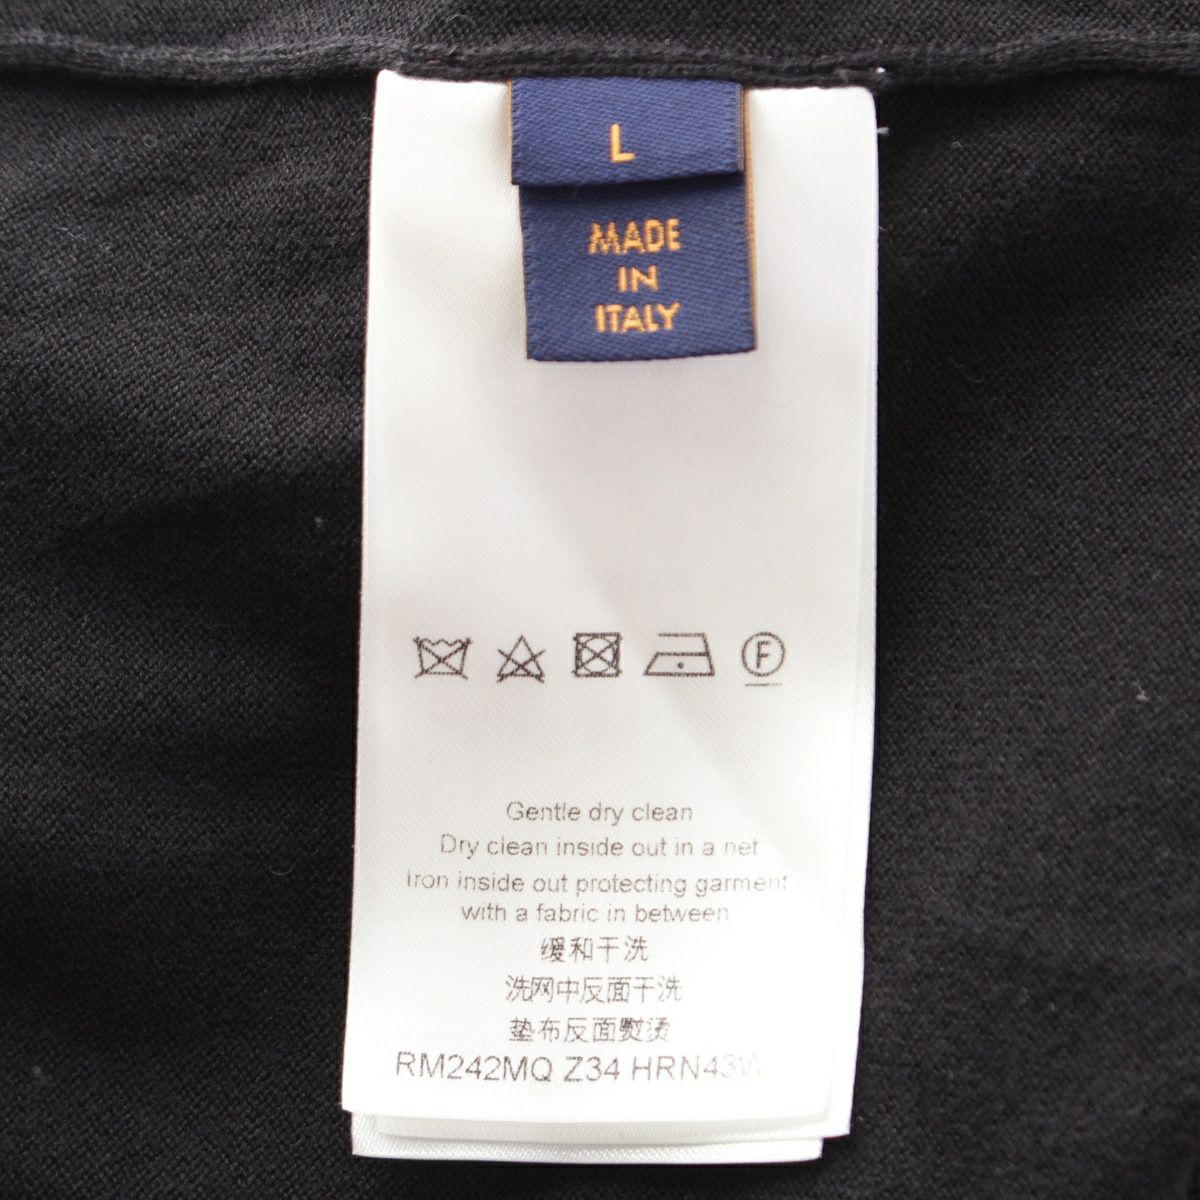 L
MADE
IN
ITALY
F
Gentle dry clean
Dry clean inside out in a net
Iron inside out protecting garment
with a fabric in between
缓和干洗
洗网中反面干洗
垫布反面熨烫
RM242MQ Z34 HRN43W